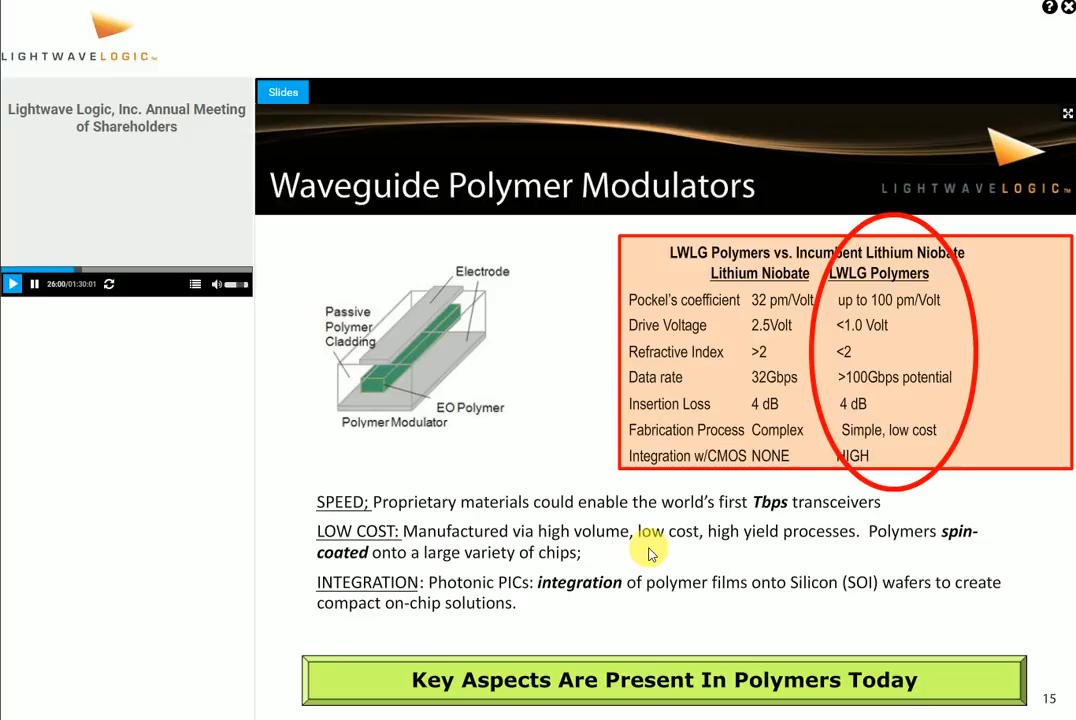 LIGHTWAVELOGIC™
Lightwave Logic, Inc. Annual Meeting
of Shareholders
26:00/01:30:01
Slides
Waveguide Polymer Modulators
LIGHTWAVELOGIC™
Electrode
Passive
Polymer
Cladding
EO Polymer
Polymer Modulator
LWLG Polymers vs. Incumbent Lithium Niobate
Lithium Niobate LWLG Polymers
Pockel's coefficient 32 pm/Volt up to 100 pm/Volt
Drive Voltage 2.5Volt <1.0 Volt
Refractive Index >2 <2
Data rate 32Gbps >100Gbps potential
Insertion Loss 4 dB 4 dB
Fabrication Process Complex Simple, low cost
Integration w/CMOS NONE HIGH
SPEED; Proprietary materials could enable the world's first Tbps transceivers
LOW COST: Manufactured via high volume, low cost, high yield processes. Polymers spin-
coated onto a large variety of chips;
INTEGRATION: Photonic PICs: integration of polymer films onto Silicon (SOI) wafers to create
compact on-chip solutions.
Key Aspects Are Present In Polymers Today
15